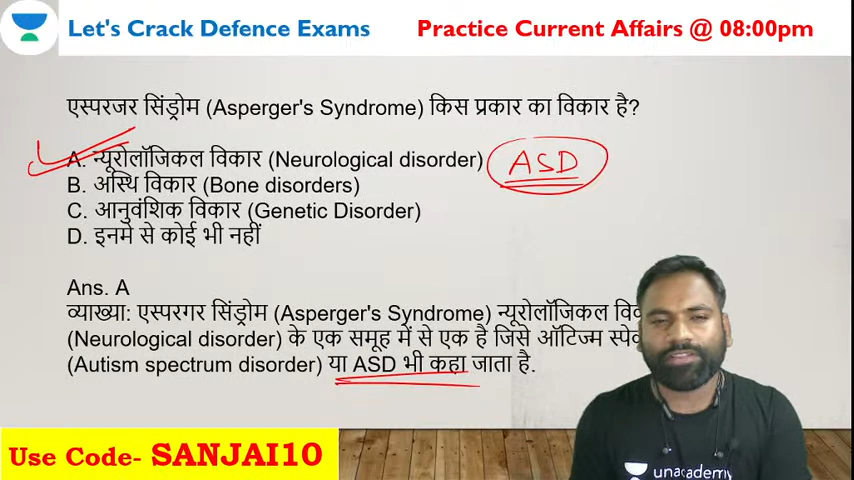 Let's Crack Defence Exams
Practice Current Affairs @ 08:00pm
एस्परजर सिंड्रोम (Asperger's Syndrome) किस प्रकार का विकार है?
A. न्यूरोलॉजिकल विकार (Neurological disorder)
ASD
B. अस्थि विकार (Bone disorders)
C. आनुवंशिक विकार (Genetic Disorder)
D. इनमे से कोई भी नहीं
Ans. A
व्याख्या: एस्परगर सिंड्रोम (Asperger's Syndrome) न्यूरोलॉजिकल
(Neurological disorder) के एक समूह में से एक है जिसे ऑटिज्म
(Autism spectrum disorder) या ASD भी कहा जाता है.
Use Code- SANJAI10
unacademy